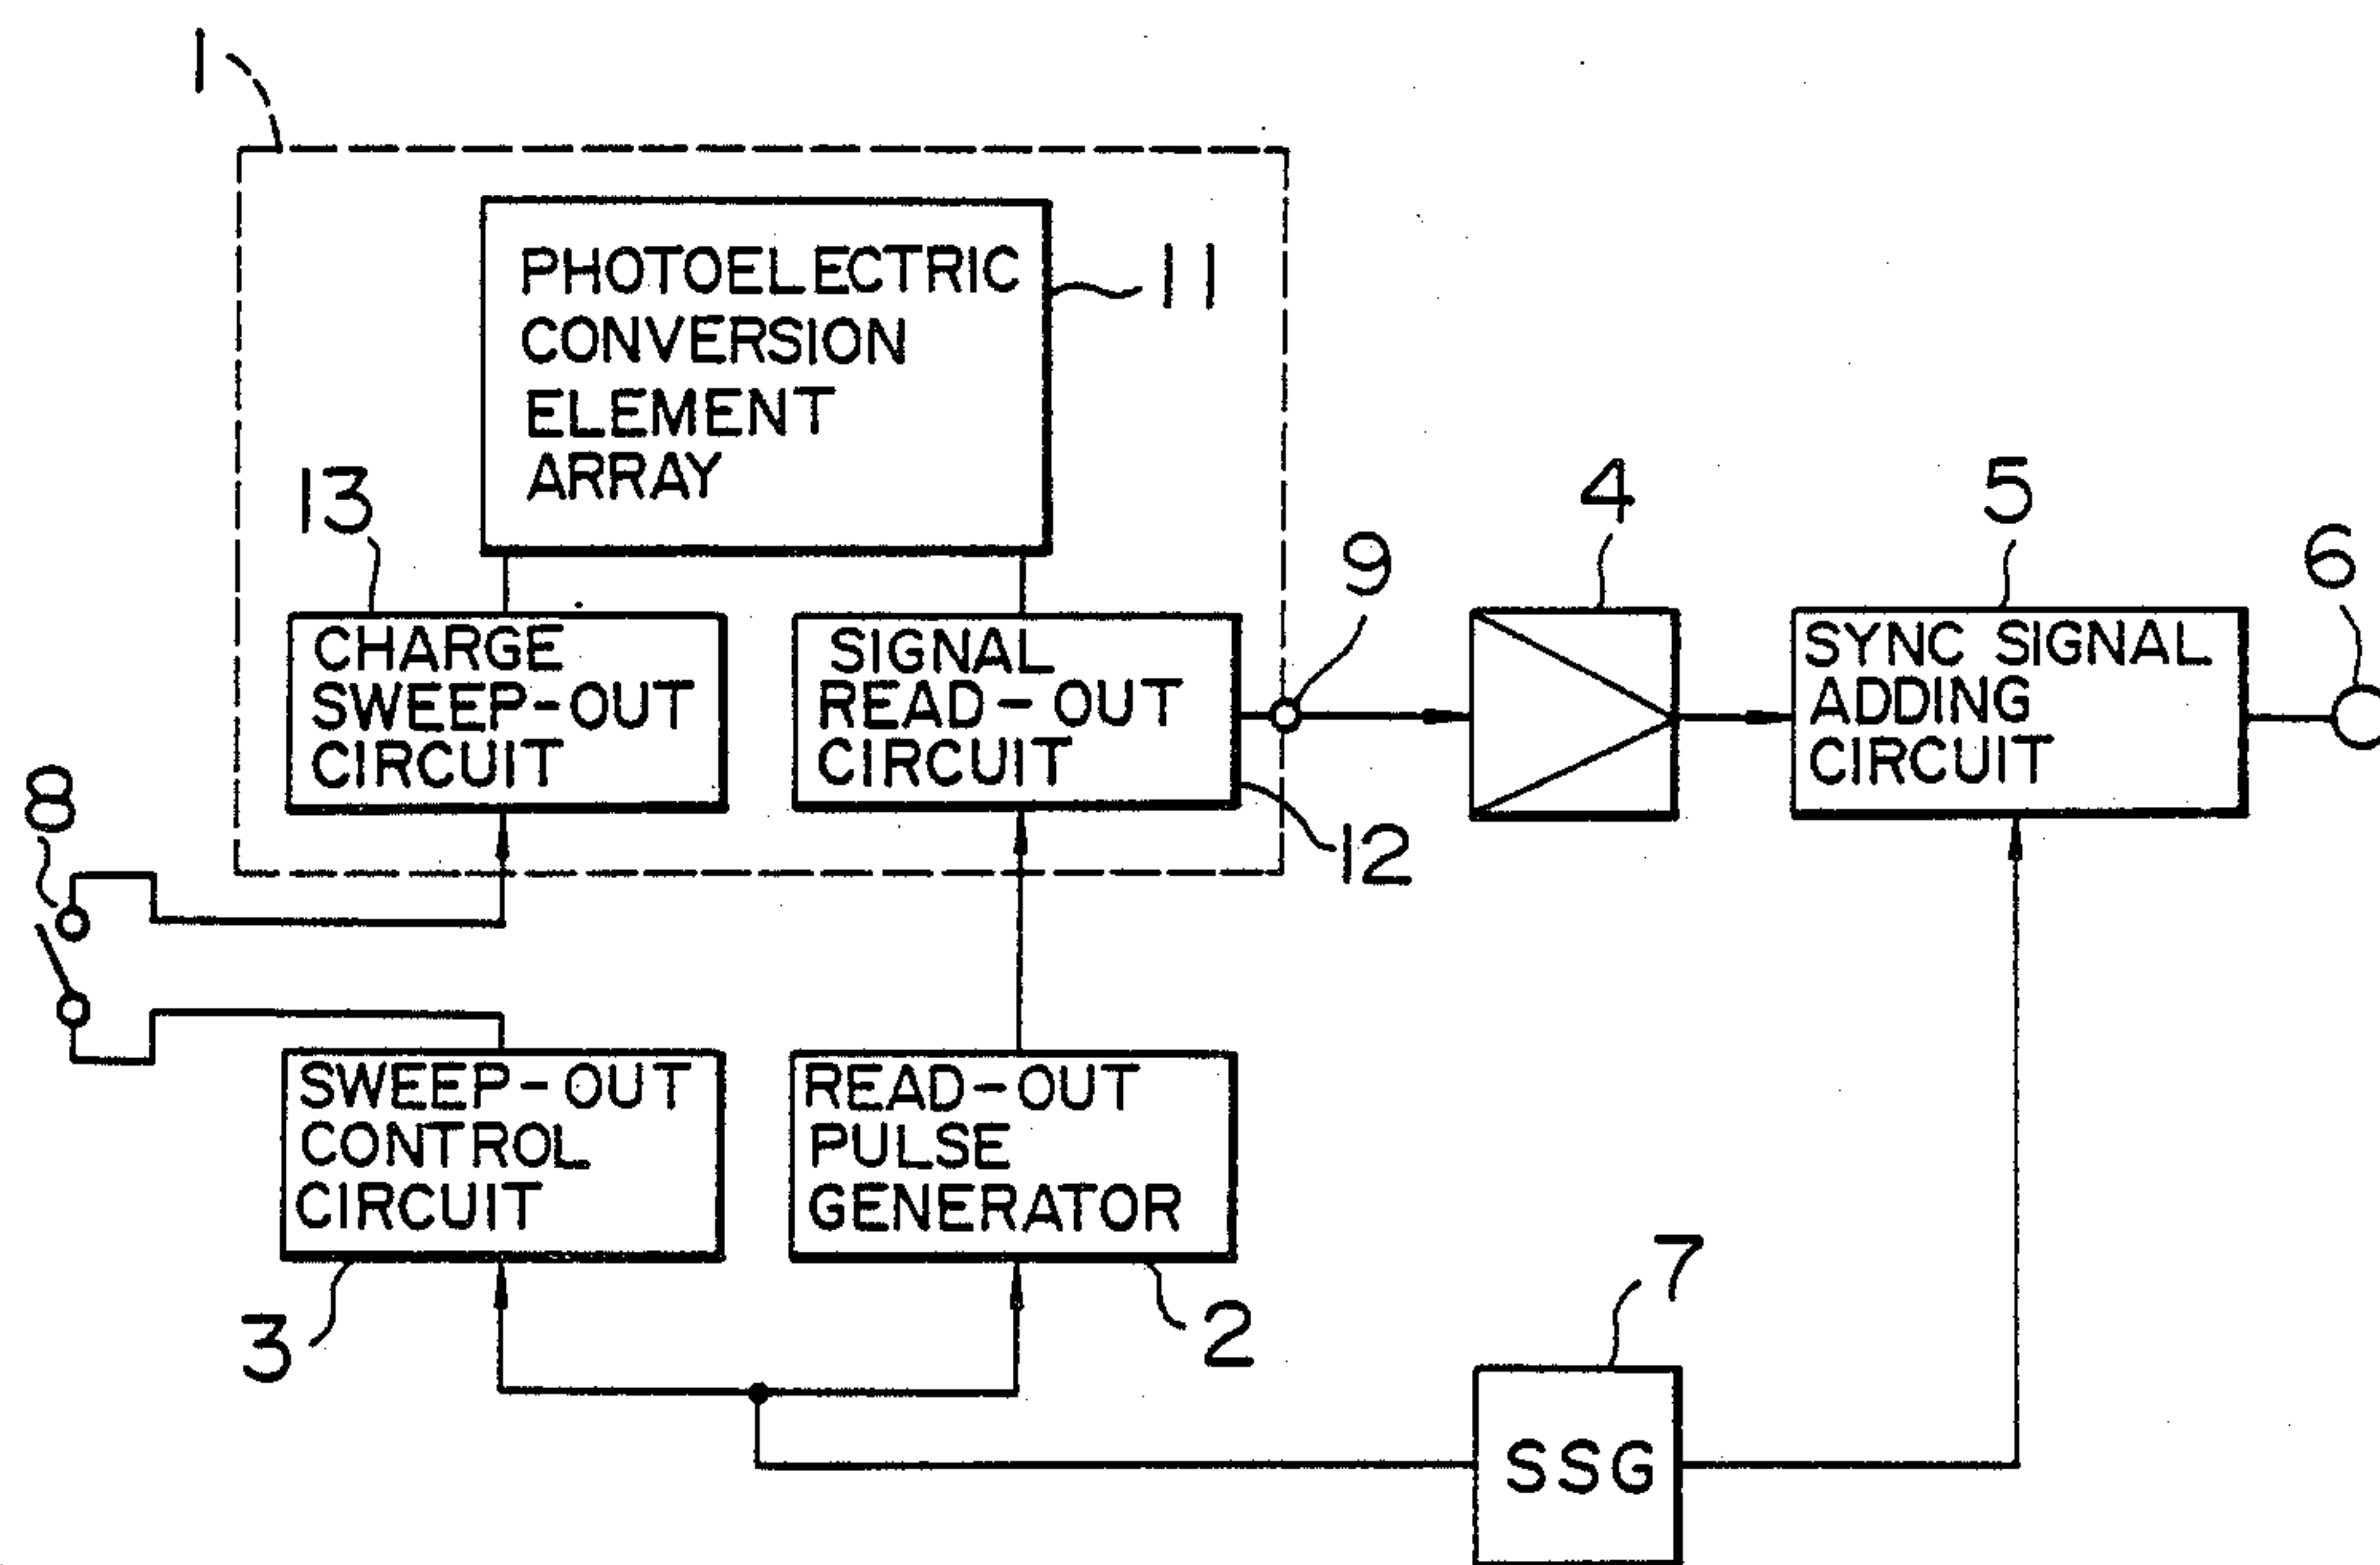 1
PHOTOELECTRIC
CONVERSION
ELEMENT
ARRAY
11
13
CHARGE
SWEEP-OUT
CIRCUIT
SIGNAL
READ-OUT
CIRCUIT
12
9
4
5
SYNC SIGNAL
ADDING
CIRCUIT
6
8
SWEEP-OUT
CONTROL
CIRCUIT
3
READ-OUT
PULSE
GENERATOR
2
7
SSG